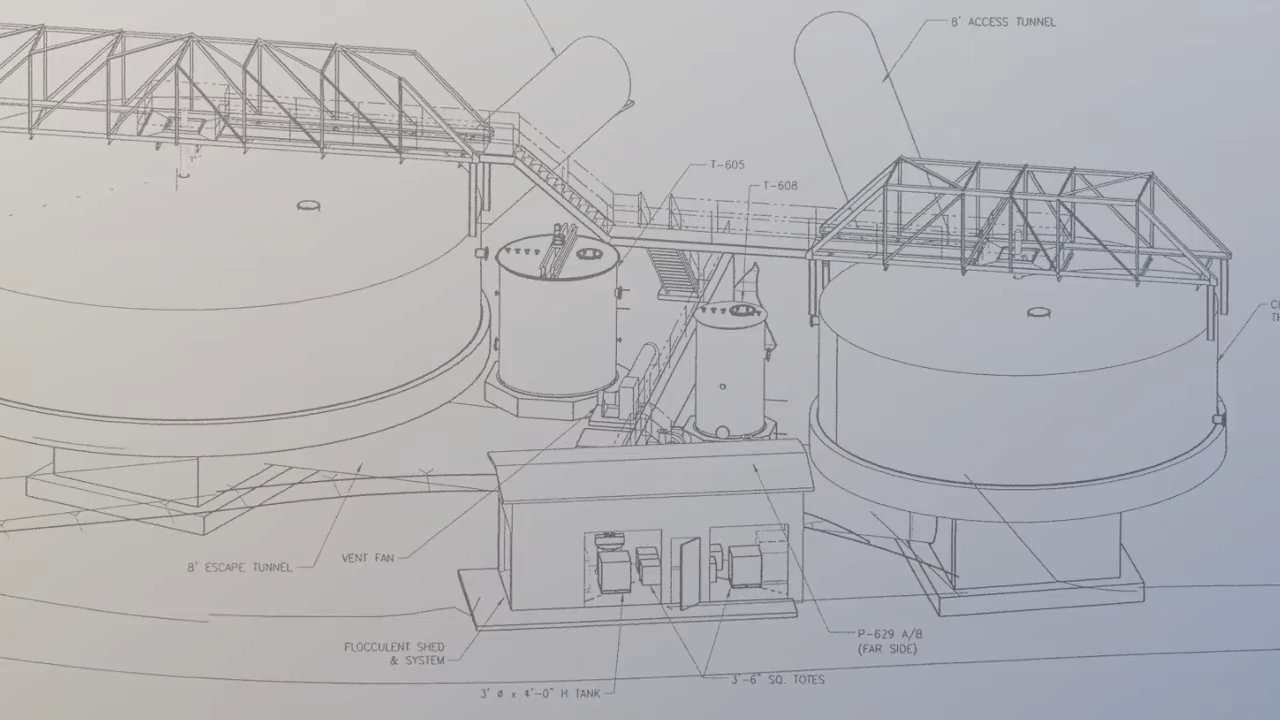 8' ACCESS TUNNEL
T-605
T-608
8' ESCAPE TUNNEL
VENT FAN
FLOCCULENT SHED
& SYSTEM
3' ø x 4'-0" H TANK
3'-6" SQ. TOTES
P-629 A/B
(FAR SIDE)